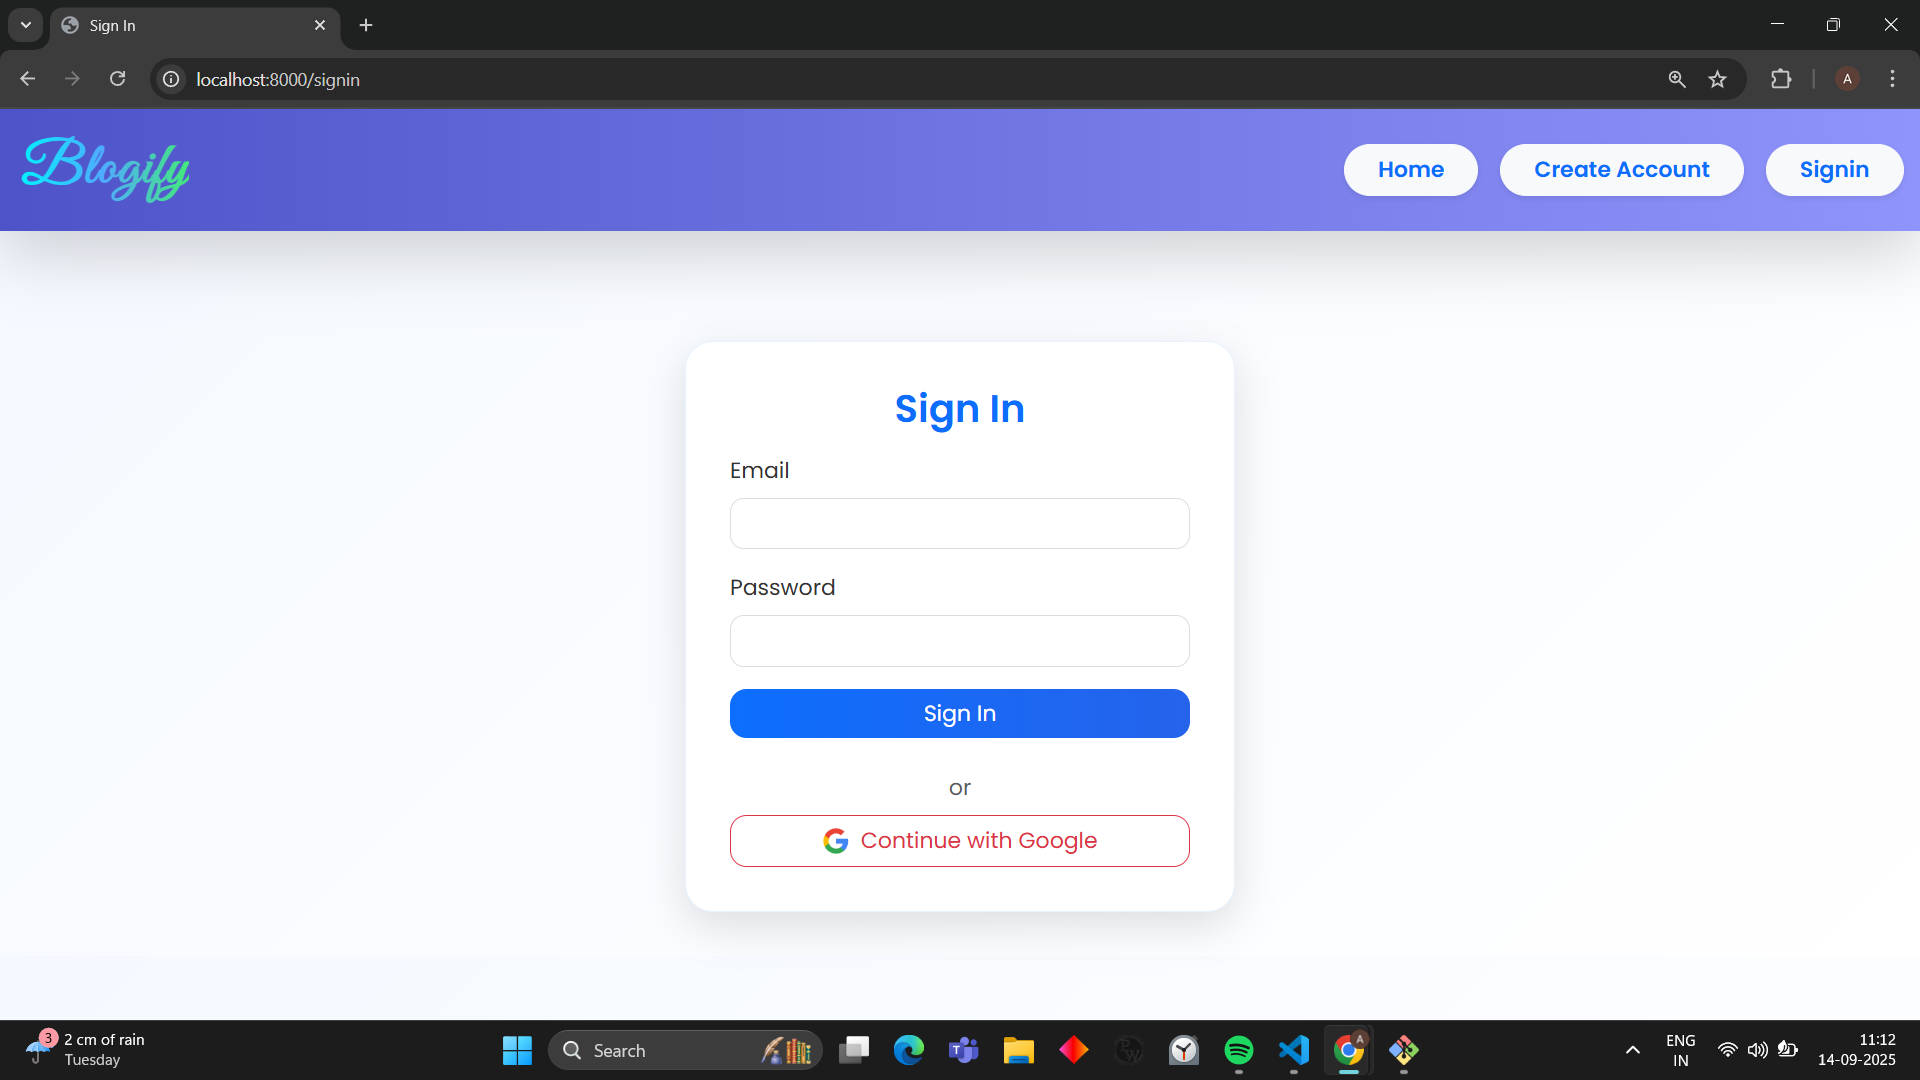 Sign In
localhost:8000/signin
A
Blogify
Home
Create Account
Signin
Sign In
Email
Password
Sign In
or
Continue with Google
3
2 cm of rain
Tuesday
Search
T
PW
A
ENG
IN
11:12
14-09-2025